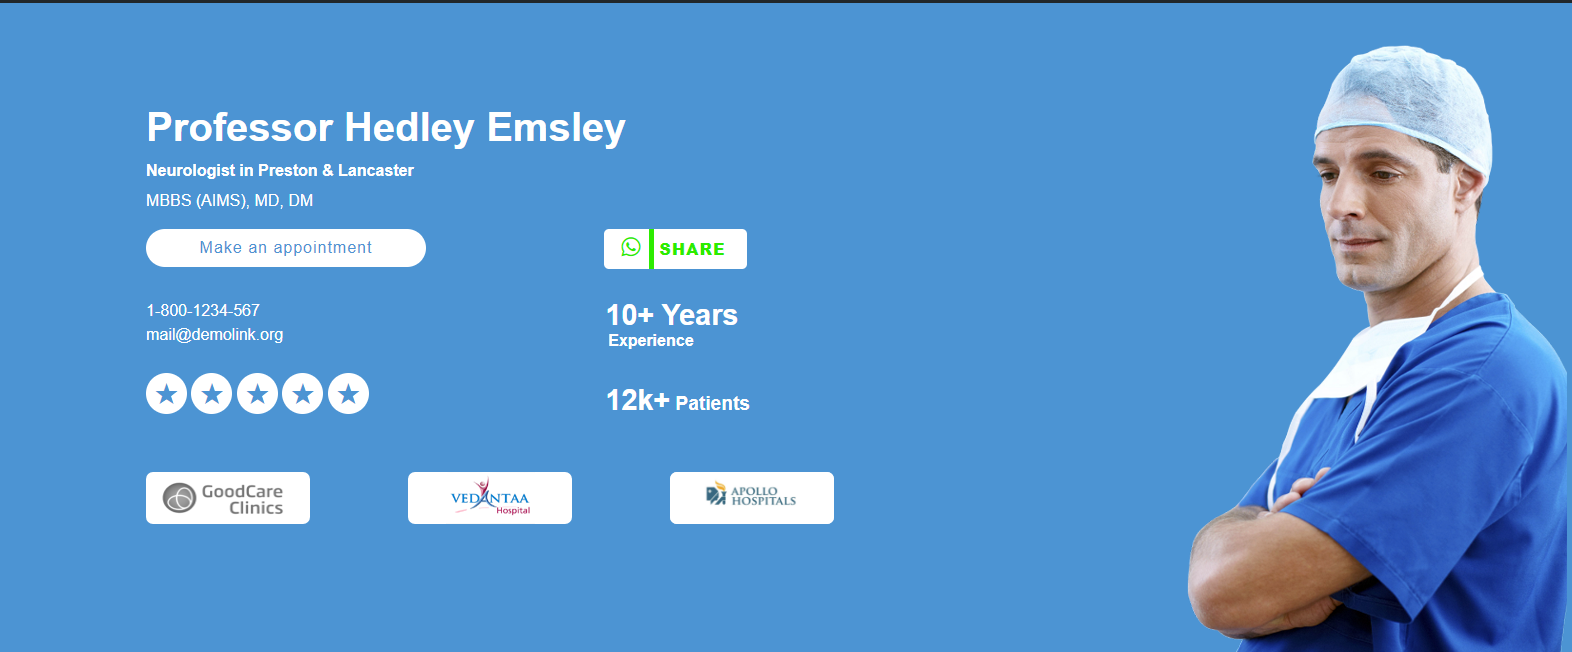 Professor Hedley Emsley
Neurologist in Preston & Lancaster
MBBS (AIMS), MD, DM
Make an appointment
SHARE
1-800-1234-567
mail@demolink.org
10+ Years
Experience
12k+ Patients
GoodCare
Clinics
VEDANTAA
Hospital
APOLLO
HOSPITALS